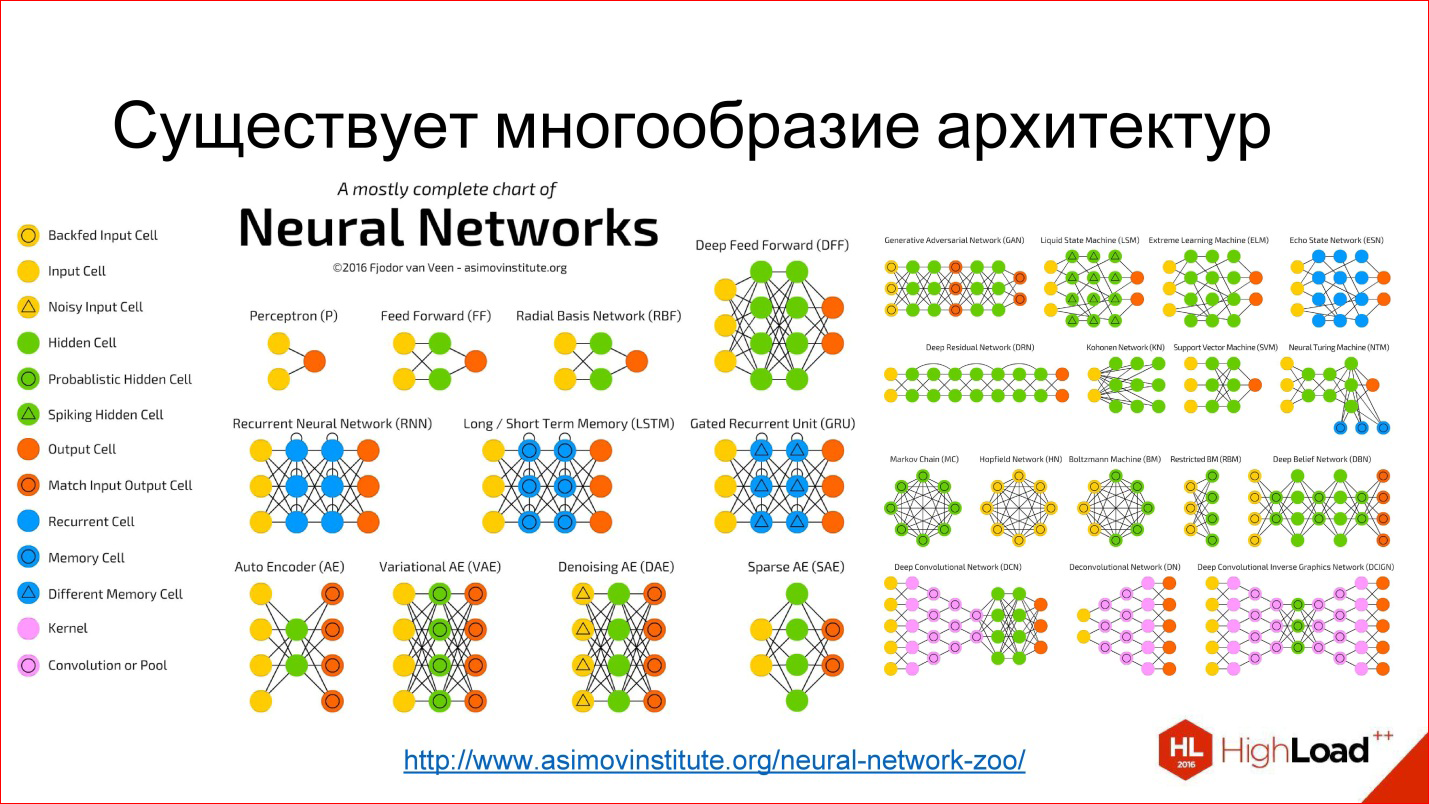 Существует многообразие архитектур
A mostly complete chart of
Neural Networks
©2016 Fjodor van Veen - asimovinstitute.org
Backfed Input Cell
Input Cell
Noisy Input Cell
Hidden Cell
Probablistic Hidden Cell
Spiking Hidden Cell
Output Cell
Match Input Output Cell
Recurrent Cell
Memory Cell
Different Memory Cell
Kernel
Convolution or Pool
Perceptron (P)
Feed Forward (FF)
Radial Basis Network (RBF)
Deep Feed Forward (DFF)
Recurrent Neural Network (RNN)
Long / Short Term Memory (LSTM)
Gated Recurrent Unit (GRU)
Auto Encoder (AE)
Variational AE (VAE)
Denoising AE (DAE)
Sparse AE (SAE)
Generative Adversarial Network (GAN)
Liquid State Machine (LSM)
Extreme Learning Machine (ELM)
Echo State Network (ESN)
Deep Residual Network (DRN)
Kohonen Network (KN)
Support Vector Machine (SVM)
Neural Turing Machine (NTM)
Markov Chain (MC)
Hopfield Network (HN)
Boltzmann Machine (BM)
Restricted BM (RBM)
Deep Belief Network (DBN)
Deep Convolutional Network (DCN)
Deconvolutional Network (DN)
Deep Convolutional Inverse Graphics Network (DCIGN)
http://www.asimovinstitute.org/neural-network-zoo/
HL
2016
HighLoad++